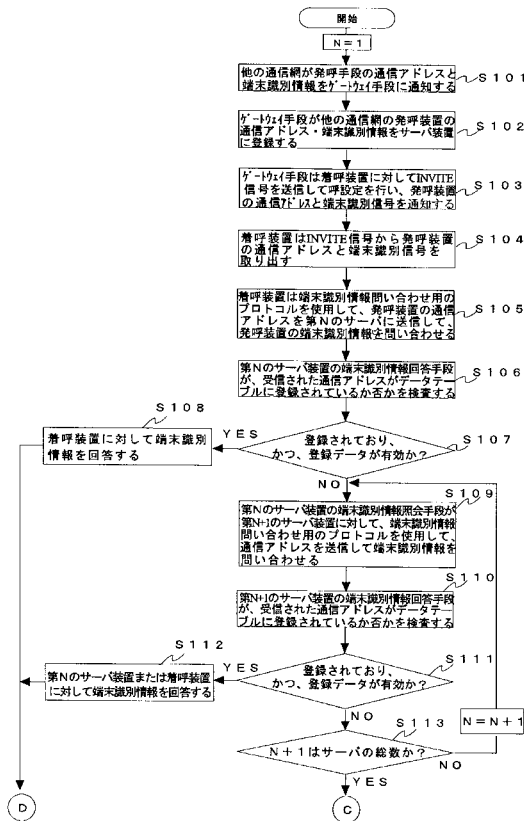 開始
N=1
他の通信網が発呼手段の通信アドレスと
端末識別情報をゲートウェイ手段に通知する
S101
ゲートウェイ手段が他の通信網の発呼装置の
通信アドレス・端末識別情報をサーバ装置
に登録する
S102
ゲートウェイ手段は着呼装置に対してINVITE
信号を送信して呼設定を行い、発呼装置
の通信アドレスと端末識別信号を通知する
S103
着呼装置はINVITE信号から発呼装置
の通信アドレスと端末識別信号を
取り出す
S104
着呼装置は端末識別情報問い合わせ用の
プロトコルを使用して、発呼装置の通信
アドレスを第Nのサーバに送信して、
発呼装置の端末識別情報を問い合わせる
S105
第Nのサーバ装置の端末識別情報回答手段
が、受信された通信アドレスがデータテー
ブルに登録されているか否かを検査する
S106
登録されており、
かつ、登録データが有効か?
S107
YES
S108
着呼装置に対して端末識別
情報を回答する
NO
S109
第Nのサーバ装置の端末識別情報照会手段が
第N+1のサーバ装置に対して、端末識別情報
問い合わせ用のプロトコルを使用して、
通信アドレスを送信して端末識別情報を
問い合わせる
S110
第N+1のサーバ装置の端末識別情報回答手段
が、受信された通信アドレスがデータテー
ブルに登録されているか否かを検査する
S111
登録されており、
かつ、登録データが有効か?
YES
S112
第Nのサーバ装置または着呼装置
に対して端末識別情報を回答する
NO
S113
N+1はサーバの総数か?
NO
N=N+1
YES
D
C